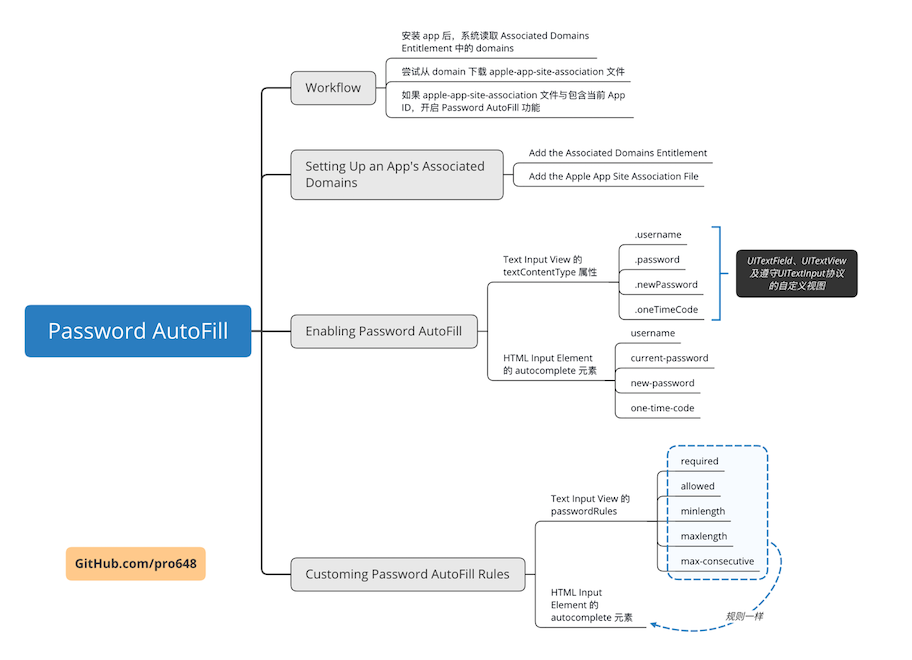 Password AutoFill
Workflow
安装 app 后，系统读取 Associated Domains
Entitlement 中的 domains
尝试从 domain 下载 apple-app-site-association 文件
如果 apple-app-site-association 文件与包含当前 App
ID，开启 Password AutoFill 功能
Setting Up an App's Associated
Domains
Add the Associated Domains Entitlement
Add the Apple App Site Association File
Enabling Password AutoFill
Text Input View 的
textContentType 属性
.username
.password
.newPassword
.oneTimeCode
UITextField、UITextView
及遵守UITextInput协议
的自定义视图
HTML Input Element
的 autocomplete 元素
username
current-password
new-password
one-time-code
Customing Password AutoFill Rules
Text Input View 的
passwordRules
required
allowed
minlength
maxlength
max-consecutive
HTML Input
Element 的
autocomplete 元素
规则一样
GitHub.com/pro648